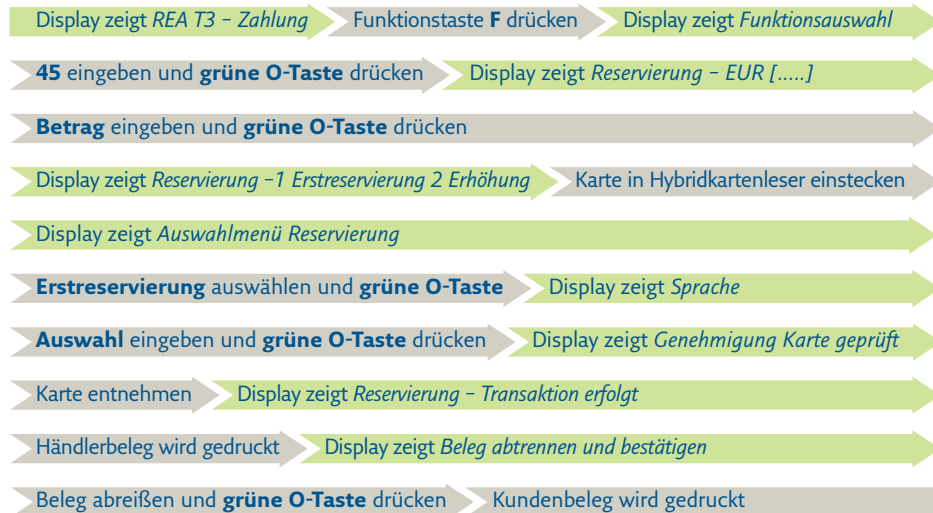 Display zeigt REA T3 – Zahlung Funktionstaste F drücken Display zeigt Funktionsauswahl
45 eingeben und grüne O-Taste drücken Display zeigt Reservierung – EUR [.....]
Betrag eingeben und grüne O-Taste drücken
Display zeigt Reservierung –1 Erstreservierung 2 Erhöhung Karte in Hybridkartenleser einstecken
Display zeigt Auswahlmenü Reservierung
Erstreservierung auswählen und grüne O-Taste Display zeigt Sprache
Auswahl eingeben und grüne O-Taste drücken Display zeigt Genehmigung Karte geprüft
Karte entnehmen Display zeigt Reservierung – Transaktion erfolgt
Händlerbeleg wird gedruckt Display zeigt Beleg abtrennen und bestätigen
Beleg abreißen und grüne O-Taste drücken Kundenbeleg wird gedruckt